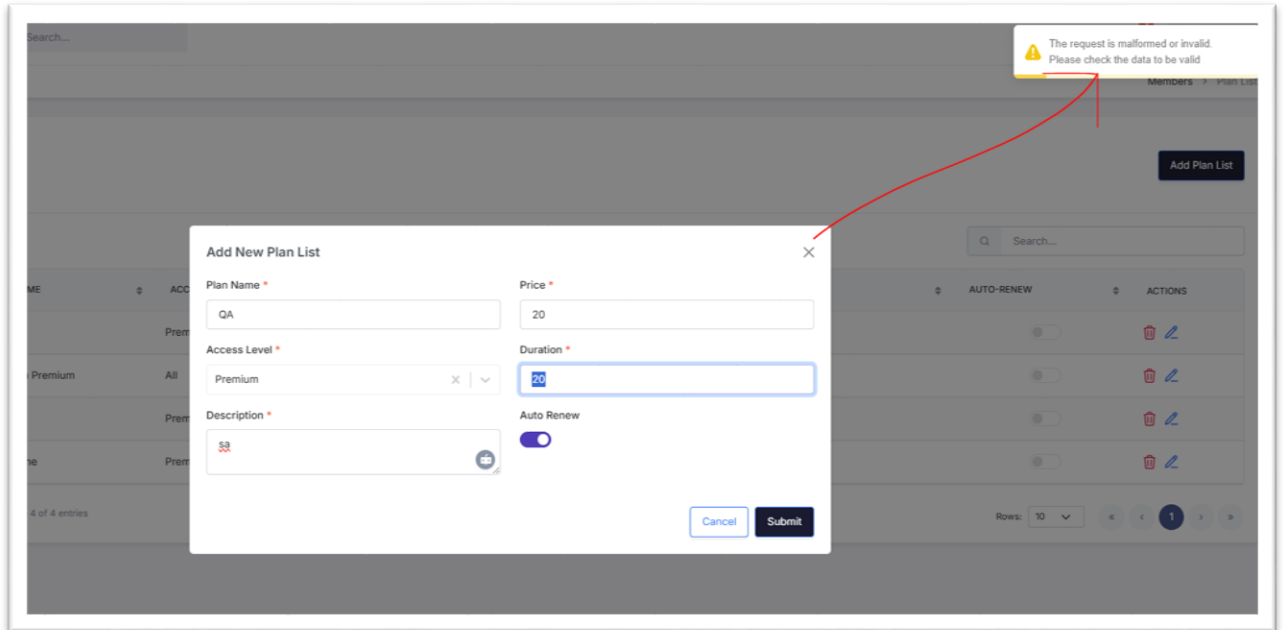 Search...
The request is malformed or invalid.
Please check the data to be valid
Members > Plan List
Add Plan List
Add New Plan List
Search...
Plan Name *
Price *
QA
20
ME
ACC
AUTO-RENEW
ACTIONS
Prem
Access Level *
Duration *
Premium
20
Premium
All
Description *
Auto Renew
sa
Prem
ne
Prem
4 of 4 entries
Rows: 10
« ‹ 1 › »
Cancel
Submit